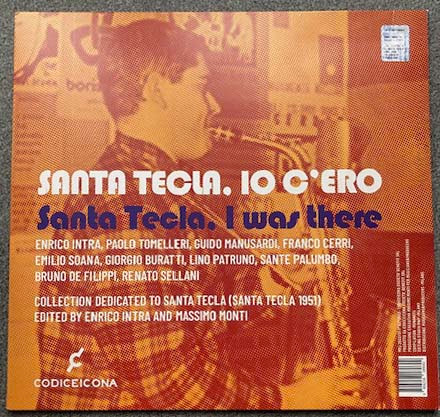 SANTA TECLA. IO C'ERO
Santa Tecla. I was there
ENRICO INTRA, PAOLO TOMELLERI, GUIDO MANUSARDI, FRANCO CERRI,
EMILIO SOANA, GIORGIO BURATTI, LINO PATRUNO, SANTE PALUMBO,
BRUNO DE FILIPPI, RENATO SELLANI
COLLECTION DEDICATED TO SANTA TECLA (SANTA TECLA 1951)
EDITED BY ENRICO INTRA AND MASSIMO MONTI
CODICEICONA